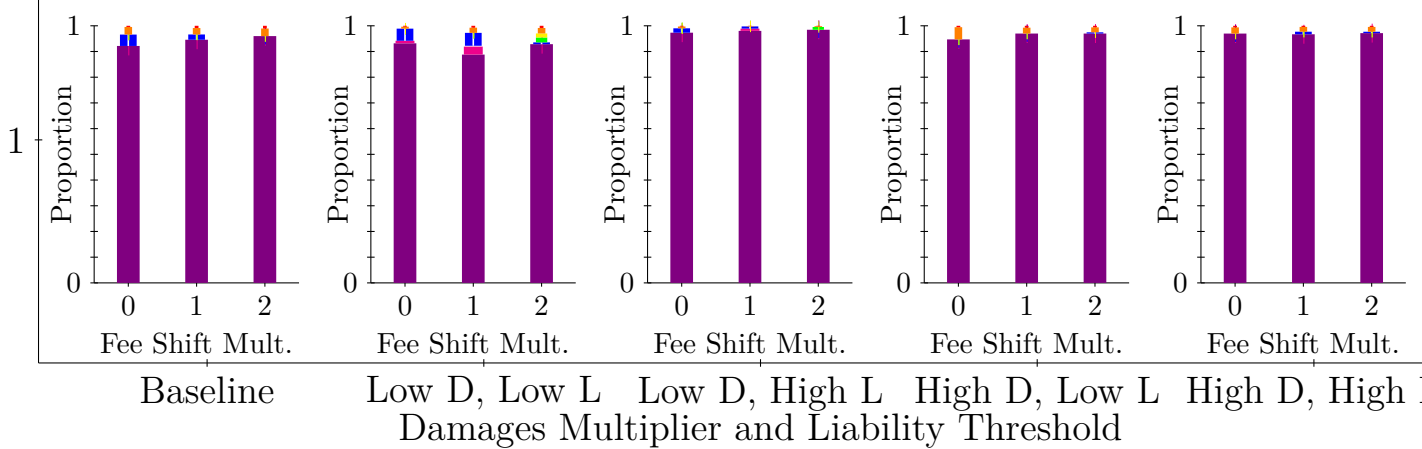 1 1 1 1 1
Proportion Proportion Proportion Proportion Proportion
1
0 0 0 0 0
0 1 2 0 1 2 0 1 2 0 1 2 0 1 2
Fee Shift Mult. Fee Shift Mult. Fee Shift Mult. Fee Shift Mult. Fee Shift Mult.
Baseline Low D, Low L Low D, High L High D, Low L High D, High
Damages Multiplier and Liability Threshold